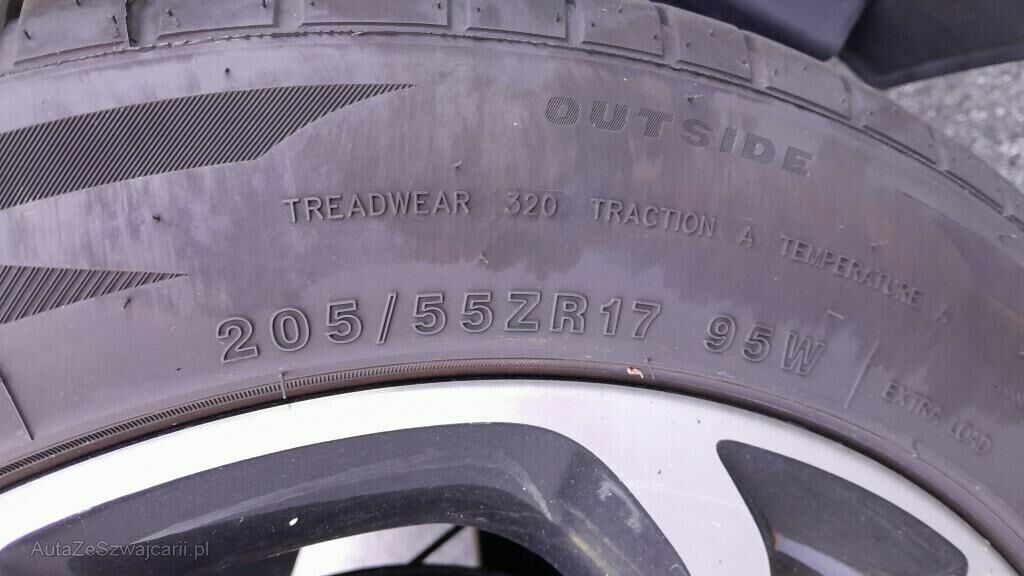 OUTSIDE
TREADWEAR 320 TRACTION A TEMPERATURE A
205/55ZR17 95W
EXTRA LOAD
AutaZeSzwajcarii.pl